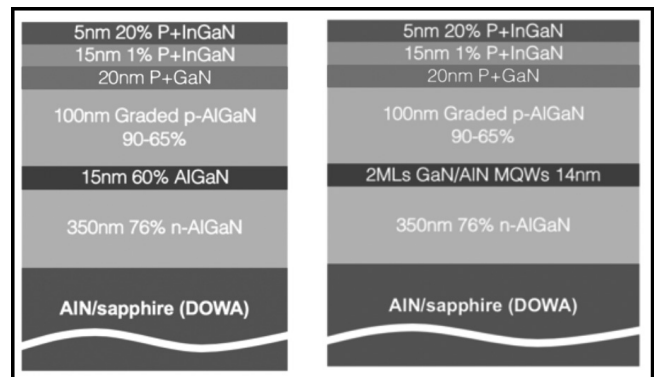 5nm 20% P+InGaN
15nm 1% P+InGaN
20nm P+GaN
100nm Graded p-AlGaN
90-65%
15nm 60% AlGaN
350nm 76% n-AlGaN
AlN/sapphire (DOWA)
5nm 20% P+InGaN
15nm 1% P+InGaN
20nm P+GaN
100nm Graded p-AlGaN
90-65%
2MLs GaN/AlN MQWs 14nm
350nm 76% n-AlGaN
AlN/sapphire (DOWA)